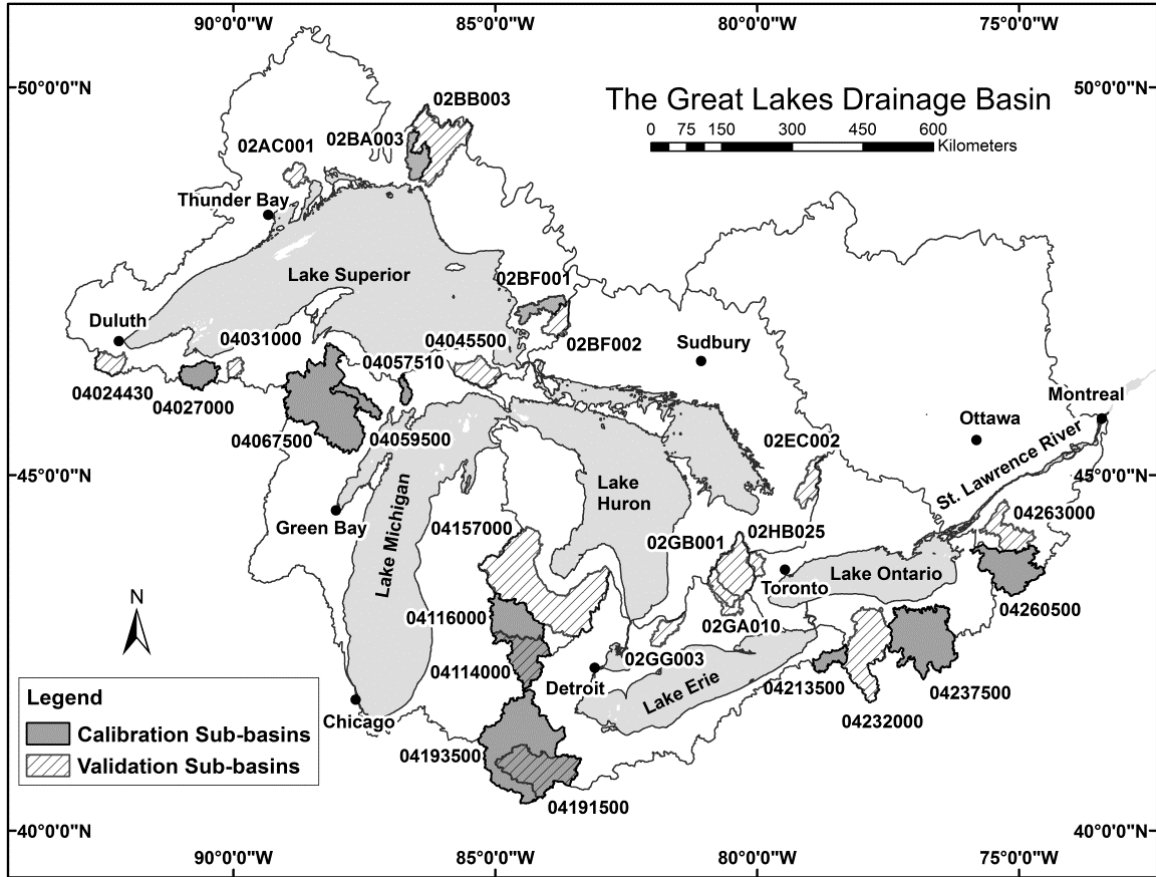 90°0'0"W
85°0'0"W
80°0'0"W
75°0'0"W
50°0'0"N
50°0'0"N
The Great Lakes Drainage Basin
0 75 150 300 450 600
Kilometers
02BB003
02BA003
02AC001
Thunder Bay
Lake Superior
02BF001
Duluth
04031000
04057510
04045500
02BF002
Sudbury
04024430
04027000
04067500
04059500
Montreal
Ottawa
St. Lawrence River
02EC002
45°0'0"N
45°0'0"N
Lake
Huron
Lake Michigan
Green Bay
04157000
02GB001
02HB025
04263000
Toronto
Lake Ontario
04260500
N
04116000
02GA010
04114000
02GG003
Detroit
Lake Erie
04213500
04237500
04232000
Chicago
04193500
04191500
Legend
Calibration Sub-basins
Validation Sub-basins
40°0'0"N
40°0'0"N
90°0'0"W
85°0'0"W
80°0'0"W
75°0'0"W